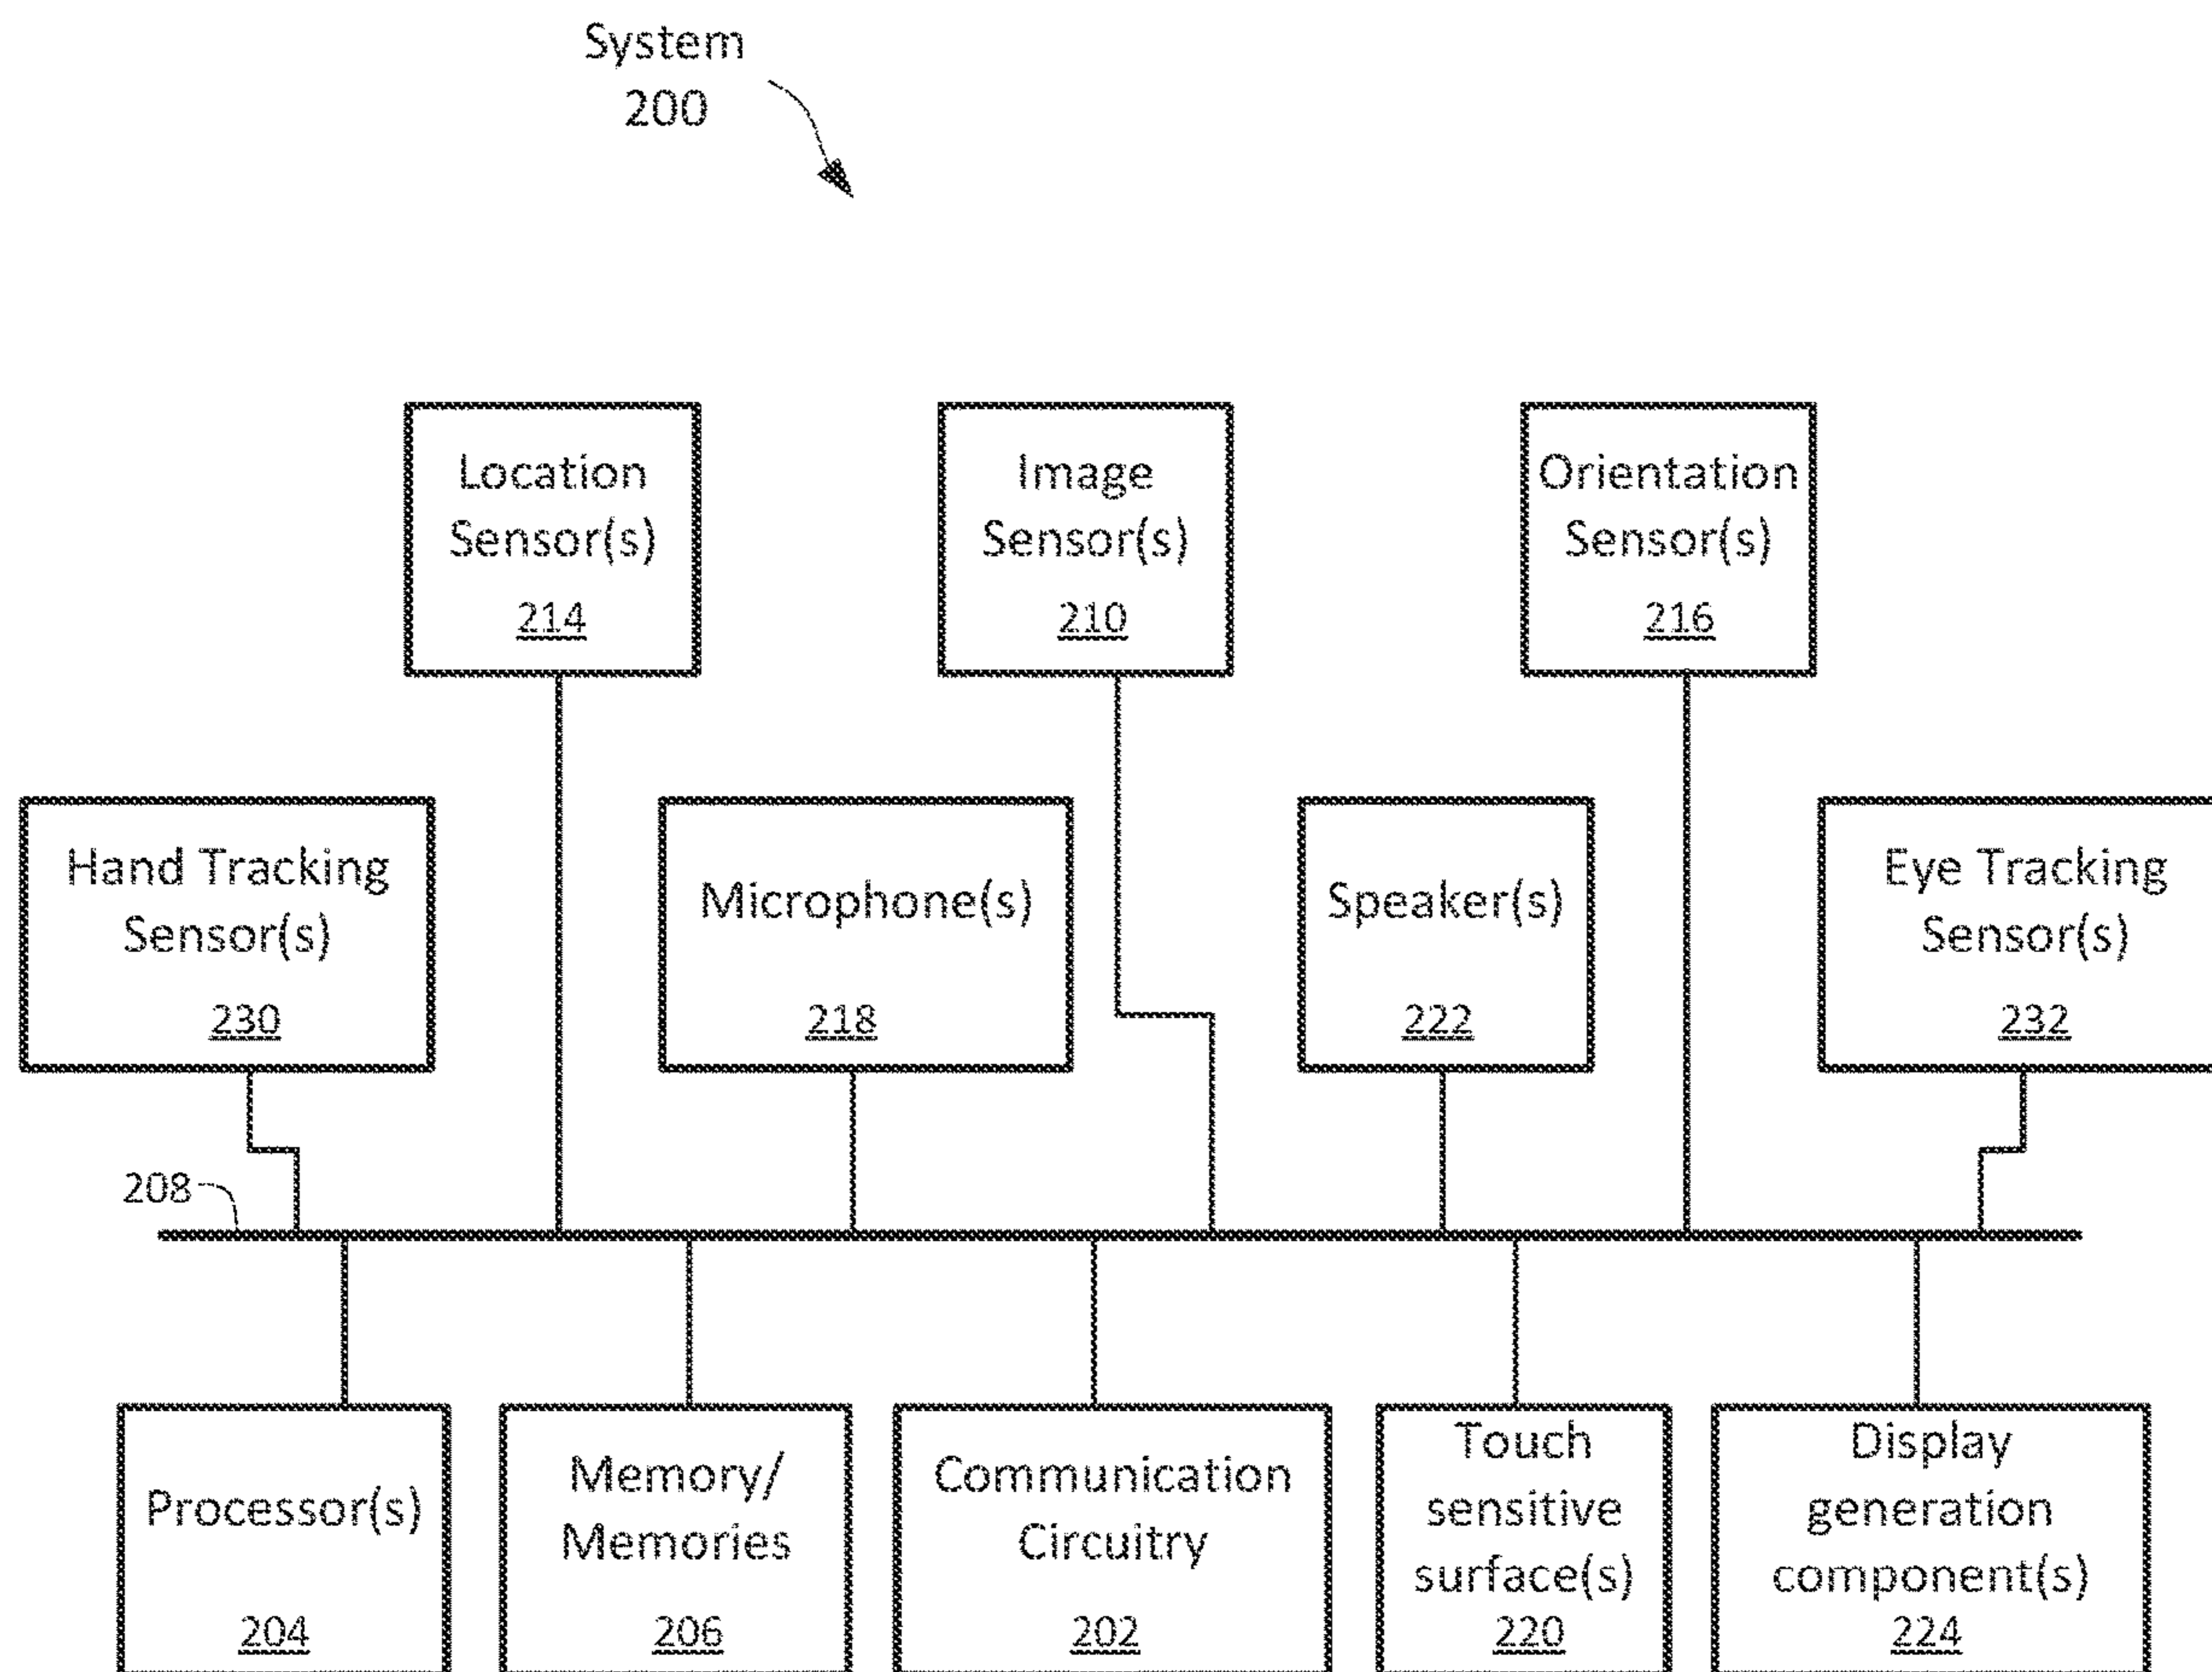 System
200
Location
Sensor(s)
214
Image
Sensor(s)
210
Orientation
Sensor(s)
216
Hand Tracking
Sensor(s)
230
Microphone(s)
218
Speaker(s)
222
Eye Tracking
Sensor(s)
232
208
Processor(s)
204
Memory/
Memories
206
Communication
Circuitry
202
Touch
sensitive
surface(s)
220
Display
generation
component(s)
224